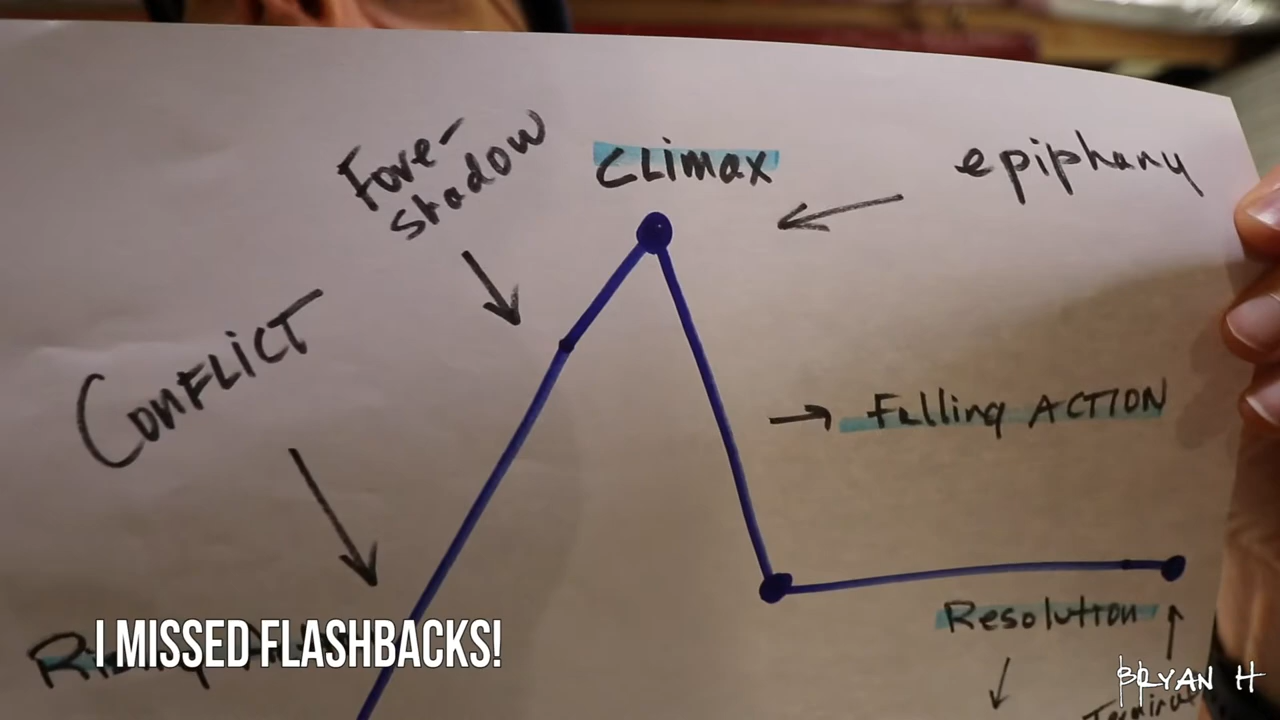 Fore-
shadow
CLimax
epiphany
CONFLiCT
Falling ACTION
Resolution
I MISSED FLASHBACKS!
BRYAN H